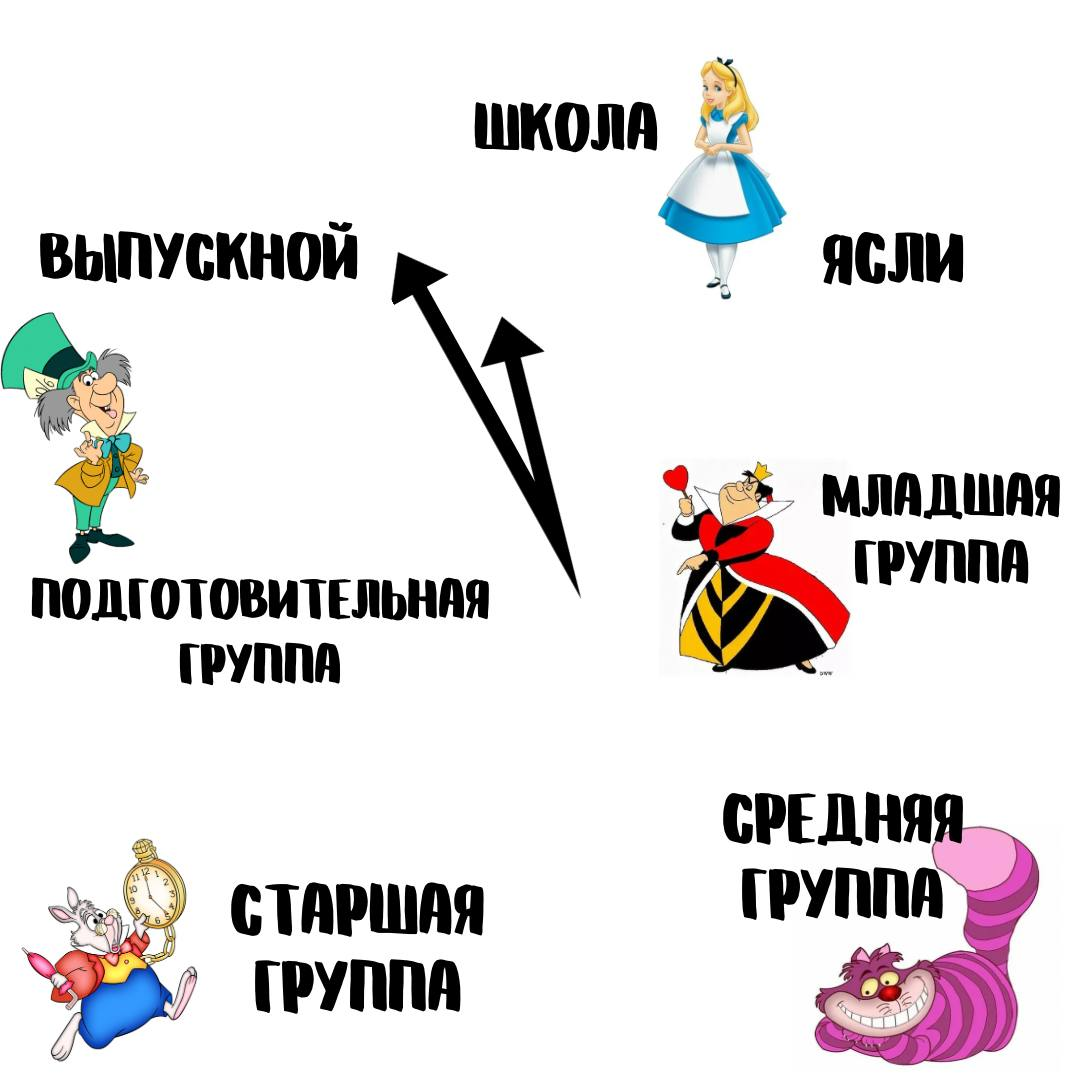 ШКОЛА
ВЫПУСКНОЙ
ЯСЛИ
МЛАДШАЯ
ГРУППА
ПОДГОТОВИТЕЛЬНАЯ
ГРУППА
СРЕДНЯЯ
ГРУППА
СТАРШАЯ
ГРУППА